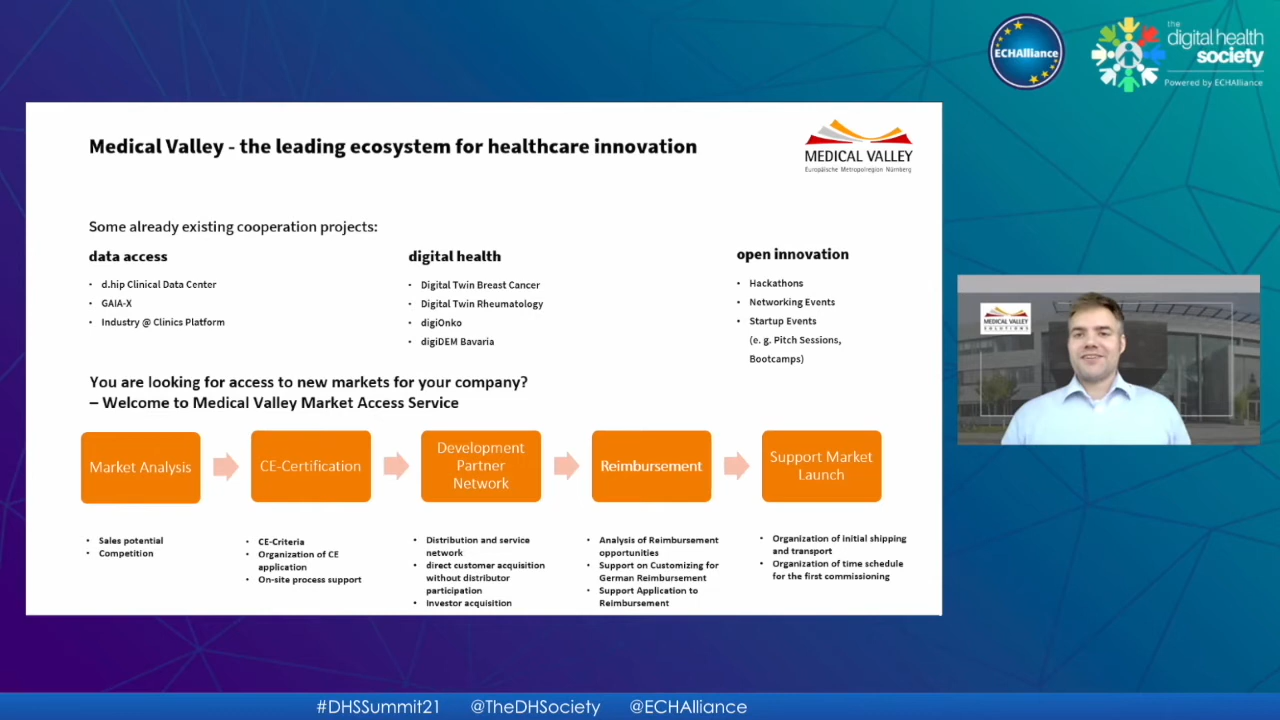 ECHAlliance
the
digital health
society
Powered by ECHAlliance
Medical Valley - the leading ecosystem for healthcare innovation
MEDICAL VALLEY
Europäische Metropolregion Nürnberg
Some already existing cooperation projects:
data access
• d.hip Clinical Data Center
• GAIA-X
• Industry @ Clinics Platform
digital health
• Digital Twin Breast Cancer
• Digital Twin Rheumatology
• digiOnko
• digiDEM Bavaria
open innovation
• Hackathons
• Networking Events
• Startup Events
(e. g. Pitch Sessions,
Bootcamps)
MEDICAL VALLEY
SOLUTIONS
You are looking for access to new markets for your company?
– Welcome to Medical Valley Market Access Service
Market Analysis
• Sales potential
• Competition
CE-Certification
• CE-Criteria
• Organization of CE
application
• On-site process support
Development
Partner
Network
• Distribution and service
network
• direct customer acquisition
without distributor
participation
• Investor acquisition
Reimbursement
• Analysis of Reimbursement
opportunities
• Support on Customizing for
German Reimbursement
• Support Application to
Reimbursement
Support Market
Launch
• Organization of initial shipping
and transport
• Organization of time schedule
for the first commissioning
#DHSSummit21 @TheDHSociety @ECHAlliance